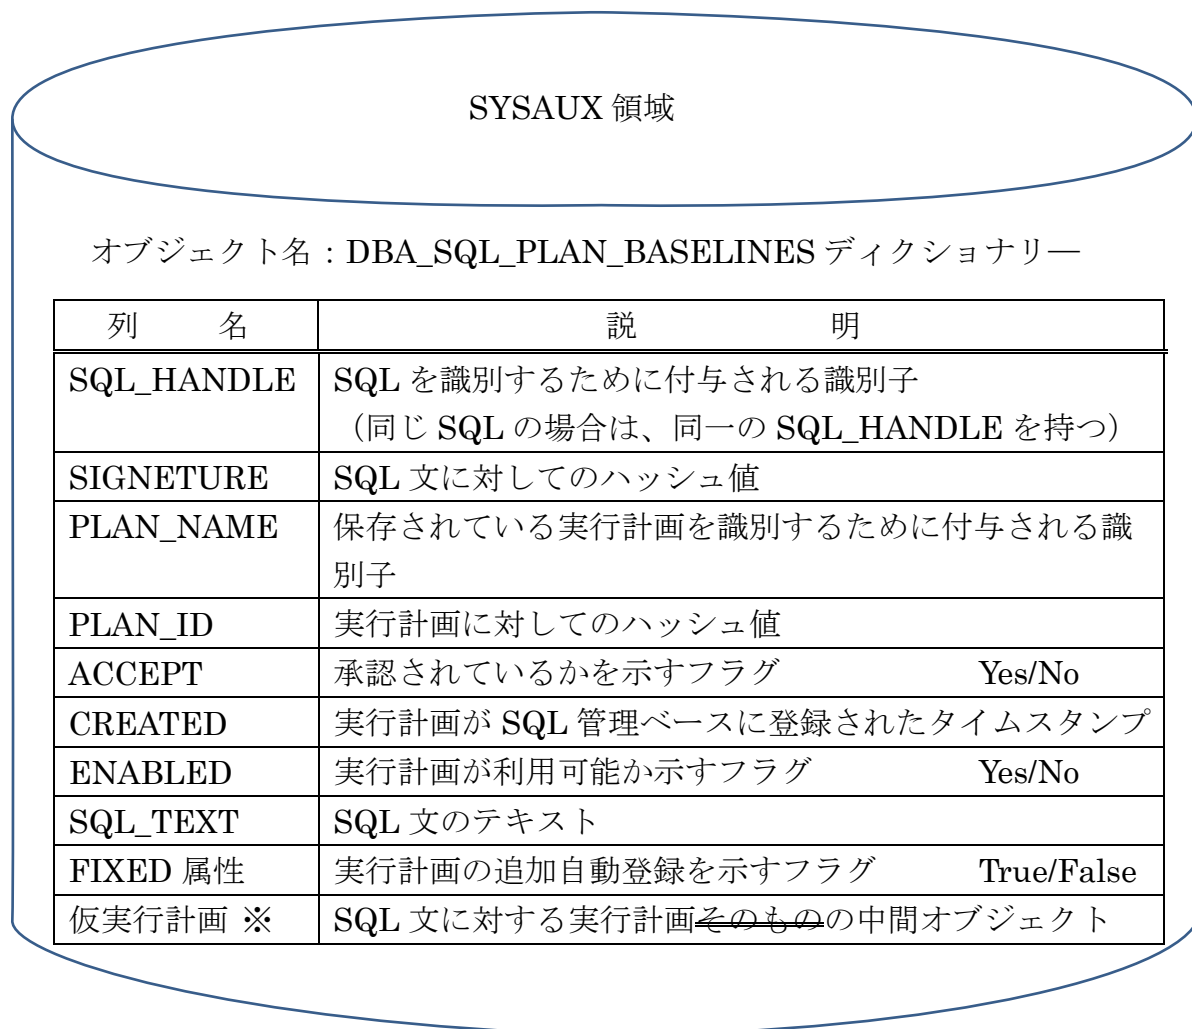 SYSAUX 領域
オブジェクト名：DBA_SQL_PLAN_BASELINES ディクショナリ―
列 名 説 明
SQL_HANDLE SQL を識別するために付与される識別子
（同じ SQL の場合は、同一の SQL_HANDLE を持つ）
SIGNETURE SQL 文に対してのハッシュ値
PLAN_NAME 保存されている実行計画を識別するために付与される識
別子
PLAN_ID 実行計画に対してのハッシュ値
ACCEPT 承認されているかを示すフラグ Yes/No
CREATED 実行計画が SQL 管理ベースに登録されたタイムスタンプ
ENABLED 実行計画が利用可能か示すフラグ Yes/No
SQL_TEXT SQL 文のテキスト
FIXED 属性 実行計画の追加自動登録を示すフラグ True/False
仮実行計画 ※ SQL 文に対する実行計画そのものの中間オブジェクト